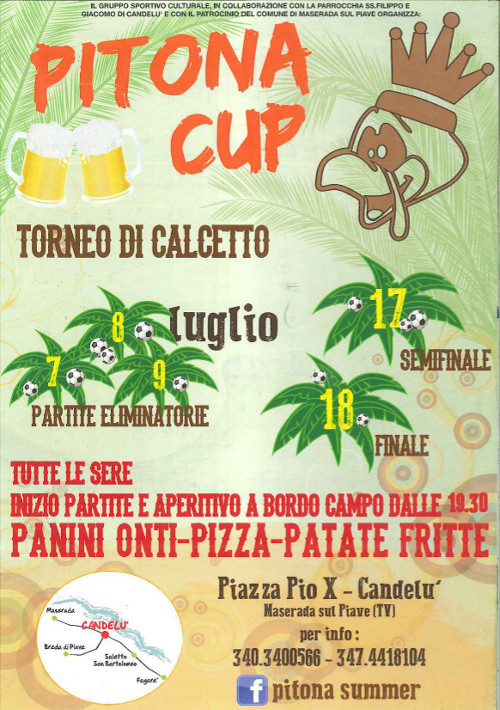 IL GRUPPO SPORTIVO CULTURALE, IN COLLABORAZIONE CON LA PARROCCHIA SS.FILIPPO E
GIACOMO DI CANDELU' E CON IL PATROCINIO DEL COMUNE DI MASERADA SUL PIAVE ORGANIZZA:
PITONA
CUP
TORNEO DI CALCETTO
luglio
7
8
9
PARTITE ELIMINATORIE
17
SEMIFINALE
18
FINALE
TUTTE LE SERE
INIZIO PARTITE E APERITIVO A BORDO CAMPO DALLE 19.30
PANINI ONTI-PIZZA-PATATE FRITTE
Maserada
CANDELU'
Breda di Piave
Saletto
San Bartolomeo
Fagare'
Piazza Pio X - Candelu'
Maserada sul Piave (TV)
per info :
340.3400566 - 347.4418104
f pitona summer